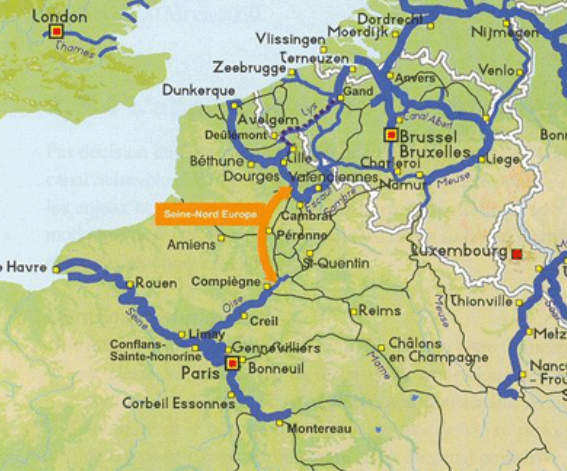 London
Thames
Dordrecht
Moerdijk
Nijmegen
Vlissingen
Terneuzen
Zeebrugge
Venlo
Anvers
Dunkerque
Gand
Lys
Avelgem
Canal Albert
Deûlemont
Brussel
Bruxelles
Lille
Béthune
Charleroi
Liege
Bonn
Dourges
Valenciennes
Namur
Meuse
Escaut
Sambre
Seine-Nord Europe
Cambrai
Péronne
Amiens
Luxembourg
St-Quentin
e Havre
Compiègne
Rouen
Oise
Meuse
Thionville
Seine
Creil
Reims
Limay
Metz
Conflans-
Sainte-honorine
Gennevilliers
Châlons
en Champagne
Paris
Bonneuil
Marne
Nancy
- Frou
Corbeil Essonnes
Montereau